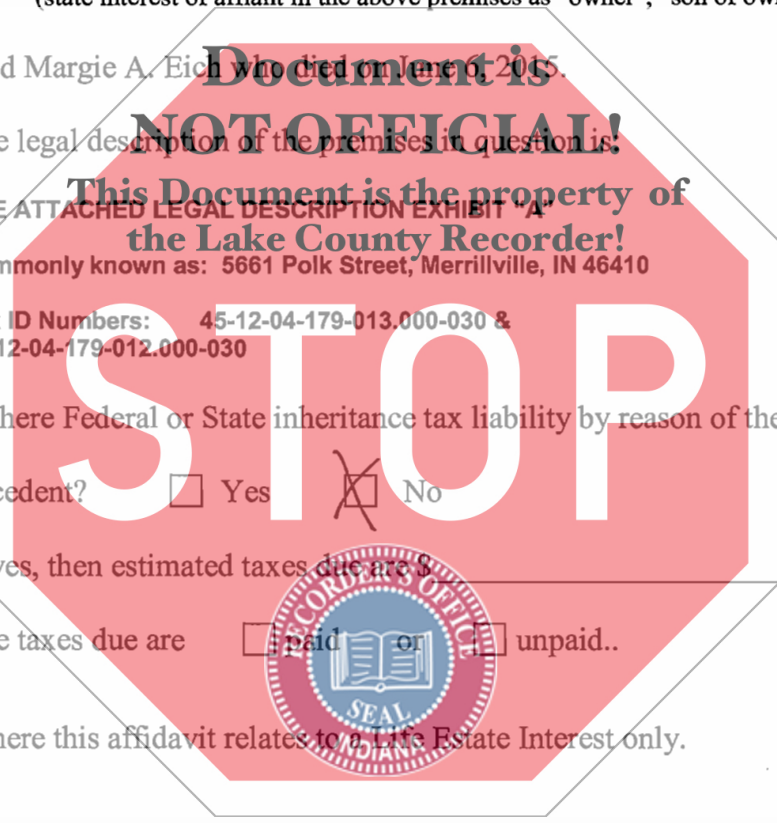 (state interest of affiant in the above premises as "owner", "son of ow
d Margie A. Eich who died on June 6, 2015.
Document is
e legal description of the premises in question is:
NOT OFFICIAL!
This Document is the property of
E ATTACHED LEGAL DESCRIPTION EXHIBIT "A"
the Lake County Recorder!
mmonly known as: 5661 Polk Street, Merrillville, IN 46410
ID Numbers: 45-12-04-179-013.000-030 &
12-04-179-012.000-030
STOP
here Federal or State inheritance tax liability by reason of the
cedent? Yes No
yes, then estimated taxes due are $
e taxes due are paid or unpaid..
RECORDER'S OFFICE
SEAL
INDIANA
here this affidavit relates to a Life Estate Interest only.